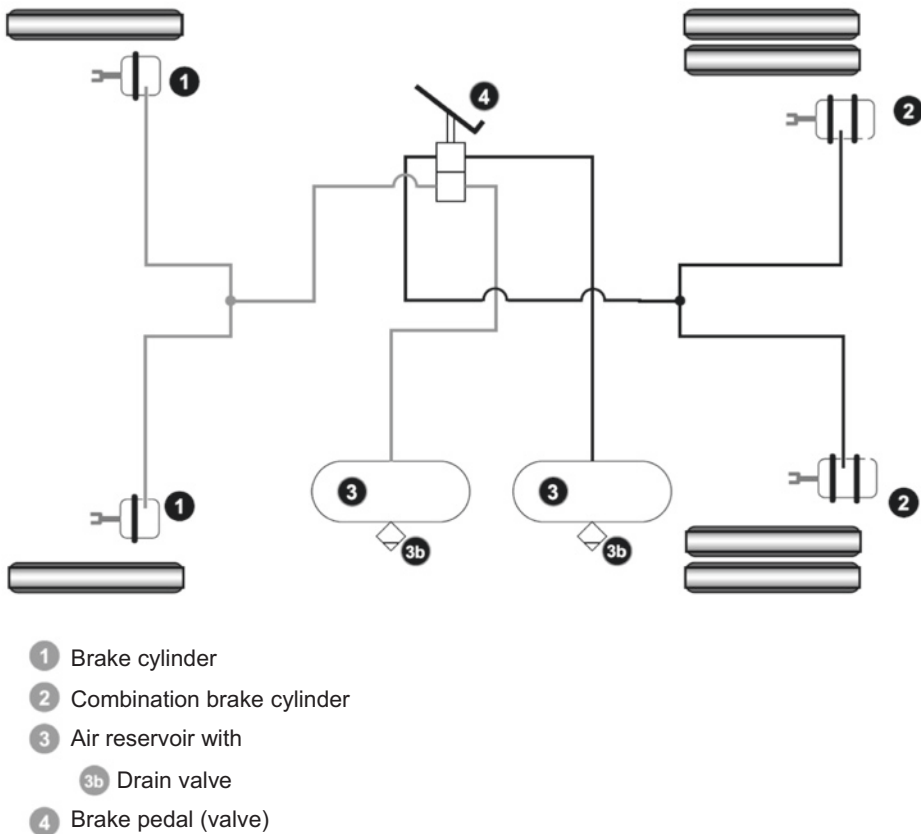 1
4
2
3
3
3b
3b
1
2
1 Brake cylinder
2 Combination brake cylinder
3 Air reservoir with
3b Drain valve
4 Brake pedal (valve)